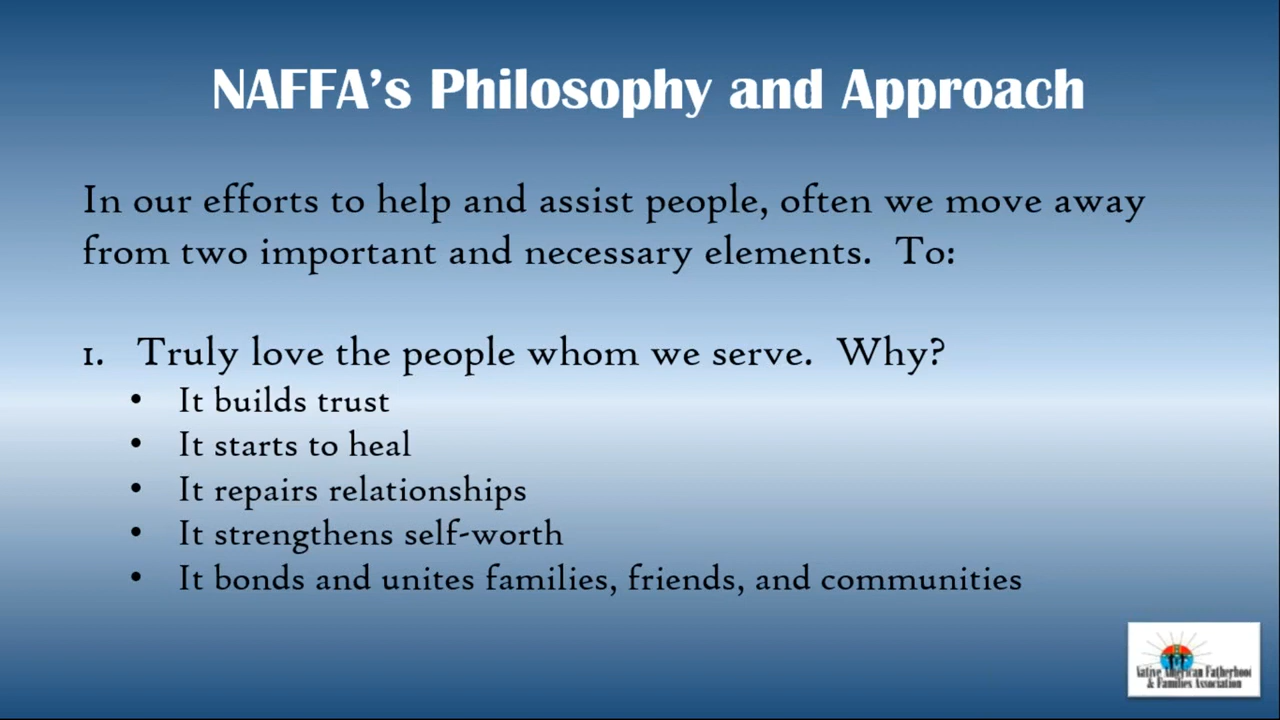 NAFFA's Philosophy and Approach
In our efforts to help and assist people, often we move away
from two important and necessary elements.  To:
1.  Truly love the people whom we serve.  Why?
• It builds trust
• It starts to heal
• It repairs relationships
• It strengthens self-worth
• It bonds and unites families, friends, and communities
Native American Fatherhood
& Families Association